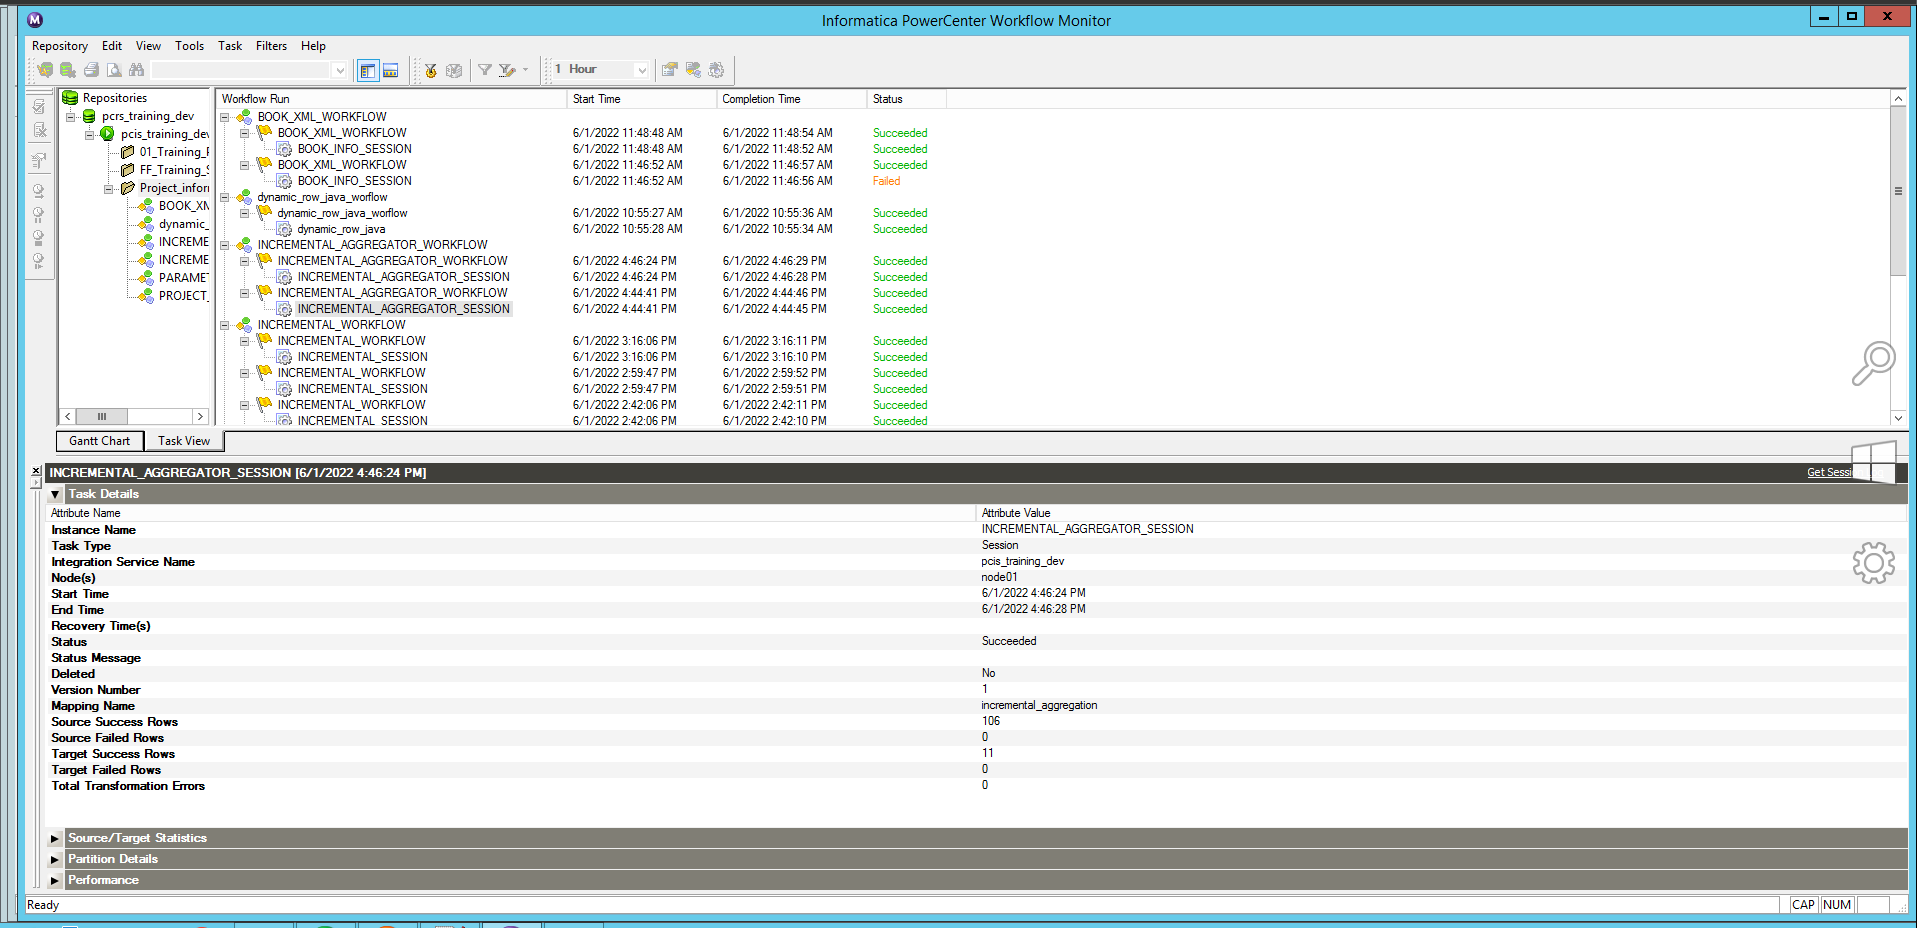 Informatica PowerCenter Workflow Monitor
Repository Edit View Tools Task Filters Help
1 Hour
Repositories
pcrs_training_dev
pcis_training_dev
01_Training_
FF_Training_
Project_infor
BOOK_XM
dynamic_
INCREME
INCREME
PARAMET
PROJECT_
Workflow Run Start Time Completion Time Status
BOOK_XML_WORKFLOW
BOOK_XML_WORKFLOW 6/1/2022 11:48:48 AM 6/1/2022 11:48:54 AM Succeeded
BOOK_INFO_SESSION 6/1/2022 11:48:48 AM 6/1/2022 11:48:52 AM Succeeded
BOOK_XML_WORKFLOW 6/1/2022 11:46:52 AM 6/1/2022 11:46:57 AM Succeeded
BOOK_INFO_SESSION 6/1/2022 11:46:52 AM 6/1/2022 11:46:56 AM Failed
dynamic_row_java_worflow
dynamic_row_java_worflow 6/1/2022 10:55:27 AM 6/1/2022 10:55:36 AM Succeeded
dynamic_row_java 6/1/2022 10:55:28 AM 6/1/2022 10:55:34 AM Succeeded
INCREMENTAL_AGGREGATOR_WORKFLOW
INCREMENTAL_AGGREGATOR_WORKFLOW 6/1/2022 4:46:24 PM 6/1/2022 4:46:29 PM Succeeded
INCREMENTAL_AGGREGATOR_SESSION 6/1/2022 4:46:24 PM 6/1/2022 4:46:28 PM Succeeded
INCREMENTAL_AGGREGATOR_WORKFLOW 6/1/2022 4:44:41 PM 6/1/2022 4:44:46 PM Succeeded
INCREMENTAL_AGGREGATOR_SESSION 6/1/2022 4:44:41 PM 6/1/2022 4:44:45 PM Succeeded
INCREMENTAL_WORKFLOW
INCREMENTAL_WORKFLOW 6/1/2022 3:16:06 PM 6/1/2022 3:16:11 PM Succeeded
INCREMENTAL_SESSION 6/1/2022 3:16:06 PM 6/1/2022 3:16:10 PM Succeeded
INCREMENTAL_WORKFLOW 6/1/2022 2:59:47 PM 6/1/2022 2:59:52 PM Succeeded
INCREMENTAL_SESSION 6/1/2022 2:59:47 PM 6/1/2022 2:59:51 PM Succeeded
INCREMENTAL_WORKFLOW 6/1/2022 2:42:06 PM 6/1/2022 2:42:11 PM Succeeded
INCREMENTAL_SESSION 6/1/2022 2:42:06 PM 6/1/2022 2:42:10 PM Succeeded
Gantt Chart Task View
INCREMENTAL_AGGREGATOR_SESSION [6/1/2022 4:46:24 PM] Get Sessi
Task Details
Attribute Name Attribute Value
Instance Name INCREMENTAL_AGGREGATOR_SESSION
Task Type Session
Integration Service Name pcis_training_dev
Node(s) node01
Start Time 6/1/2022 4:46:24 PM
End Time 6/1/2022 4:46:28 PM
Recovery Time(s)
Status Succeeded
Status Message
Deleted No
Version Number 1
Mapping Name incremental_aggregation
Source Success Rows 106
Source Failed Rows 0
Target Success Rows 11
Target Failed Rows 0
Total Transformation Errors 0
Source/Target Statistics
Partition Details
Performance
Ready CAP NUM